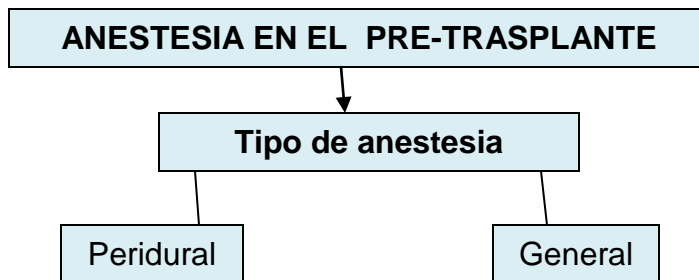 ANESTESIA EN EL PRE-TRASPLANTE
Tipo de anestesia
Peridural
General